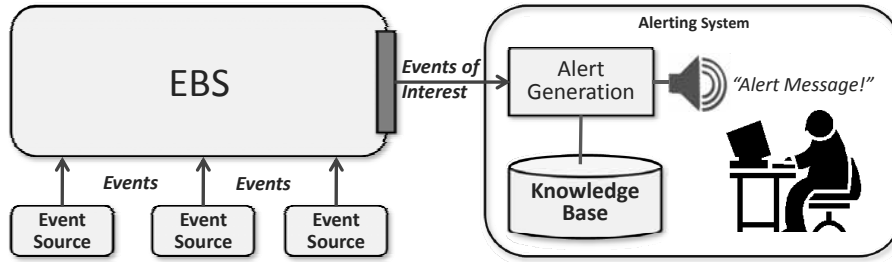 Alerting System
EBS
Events of
Interest
Alert
Generation
“Alert Message!”
Events
Events
Knowledge
Base
Event
Source
Event
Source
Event
Source